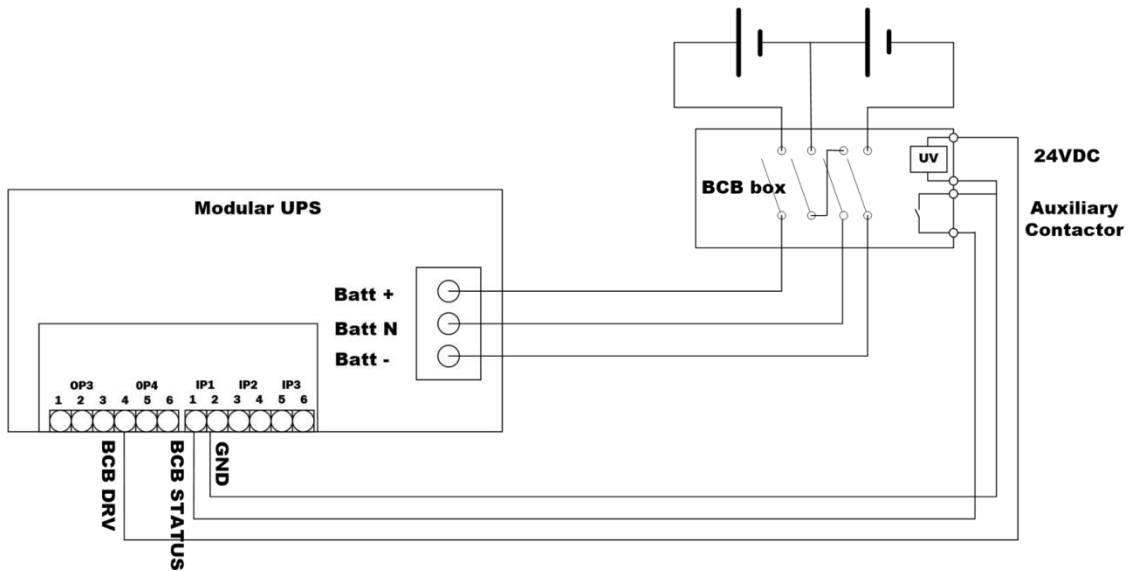 UV
24VDC
BCB box
Modular UPS
Auxiliary
Contactor
Batt +
Batt N
Batt -
OP3 0P4 IP1 IP2 IP3
1 2 3 4 5 6 1 2 3 4 5 6
BCB DRV
BCB STATUS
GND